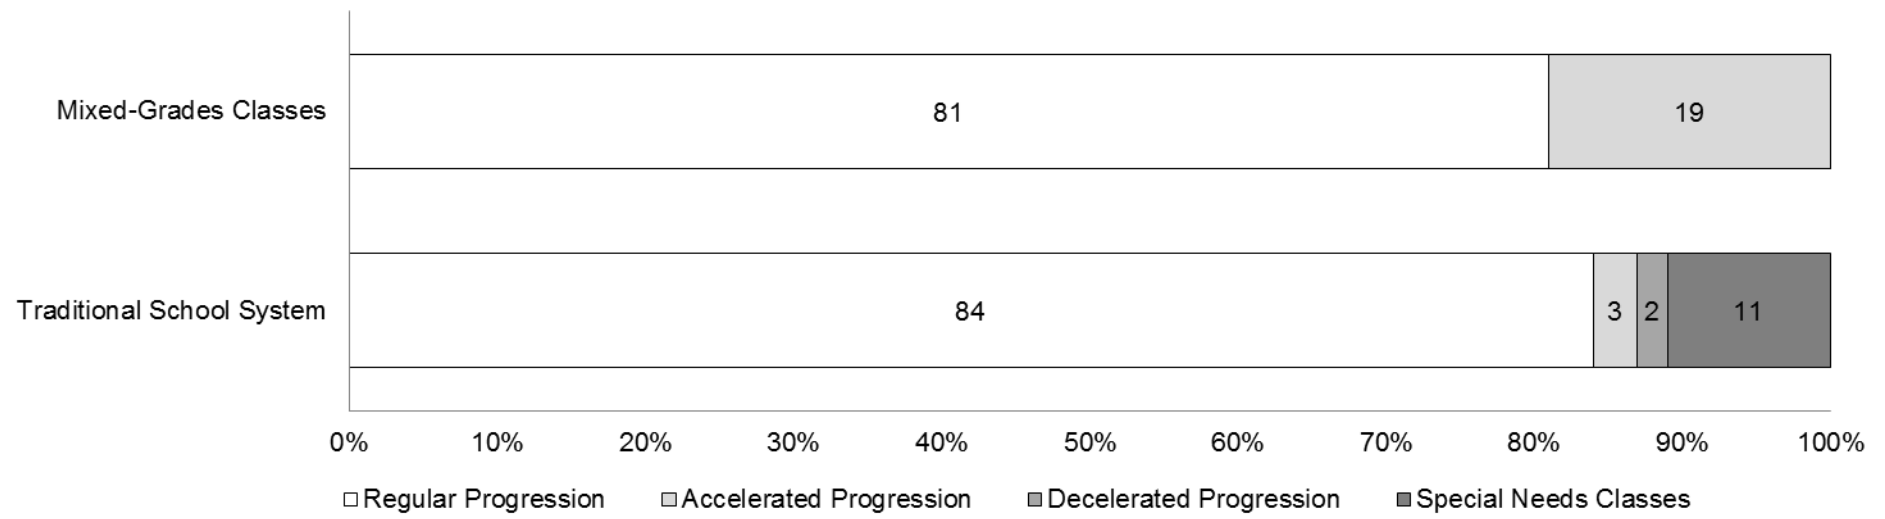 Mixed-Grades Classes
81
19
Traditional School System
84
3
2
11
0% 10% 20% 30% 40% 50% 60% 70% 80% 90% 100%
Regular Progression Accelerated Progression Decelerated Progression Special Needs Classes